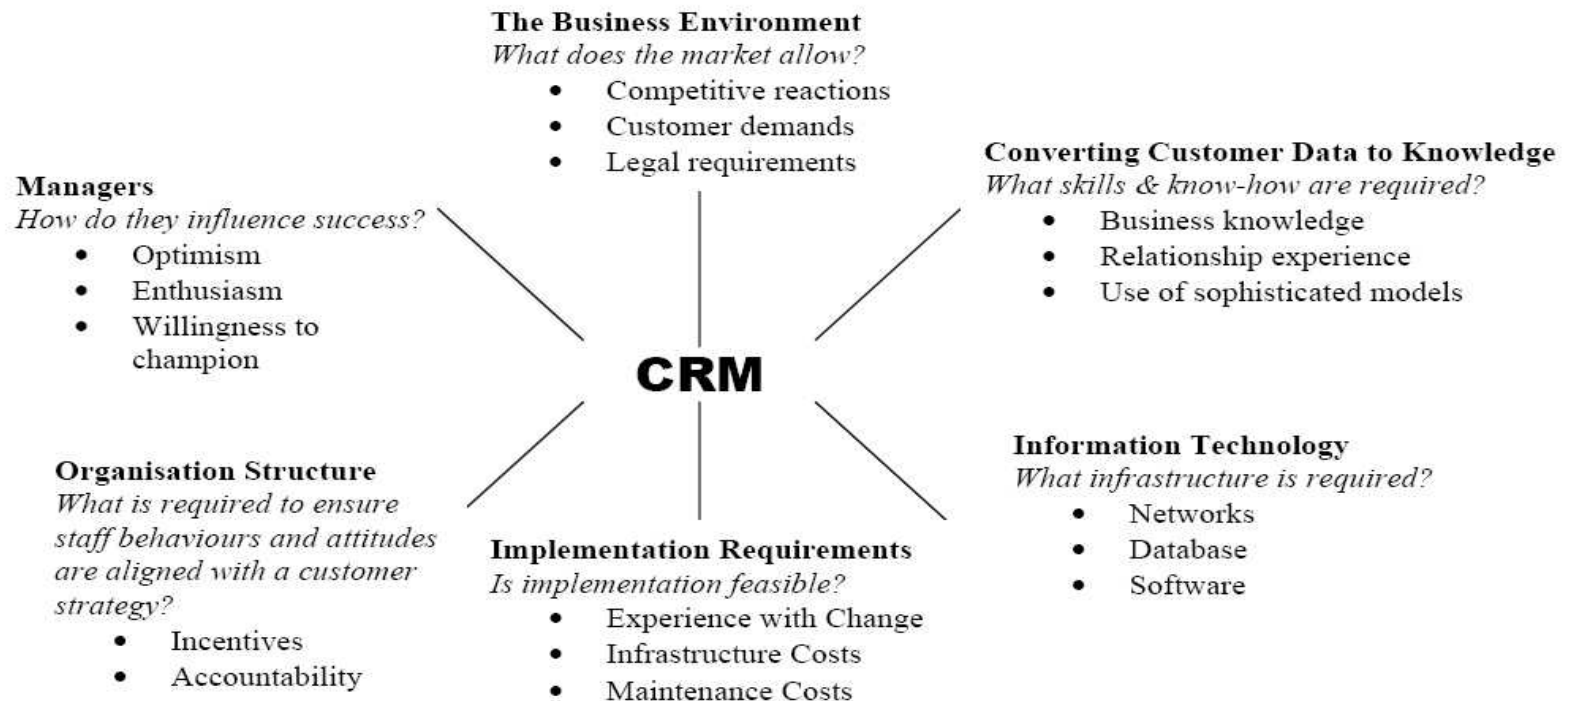 The Business Environment
What does the market allow?
• Competitive reactions
• Customer demands
• Legal requirements
Converting Customer Data to Knowledge
What skills & know-how are required?
• Business knowledge
• Relationship experience
• Use of sophisticated models
Managers
How do they influence success?
• Optimism
• Enthusiasm
• Willingness to
champion
CRM
Information Technology
What infrastructure is required?
• Networks
• Database
• Software
Organisation Structure
What is required to ensure
staff behaviours and attitudes
are aligned with a customer
strategy?
• Incentives
• Accountability
Implementation Requirements
Is implementation feasible?
• Experience with Change
• Infrastructure Costs
• Maintenance Costs